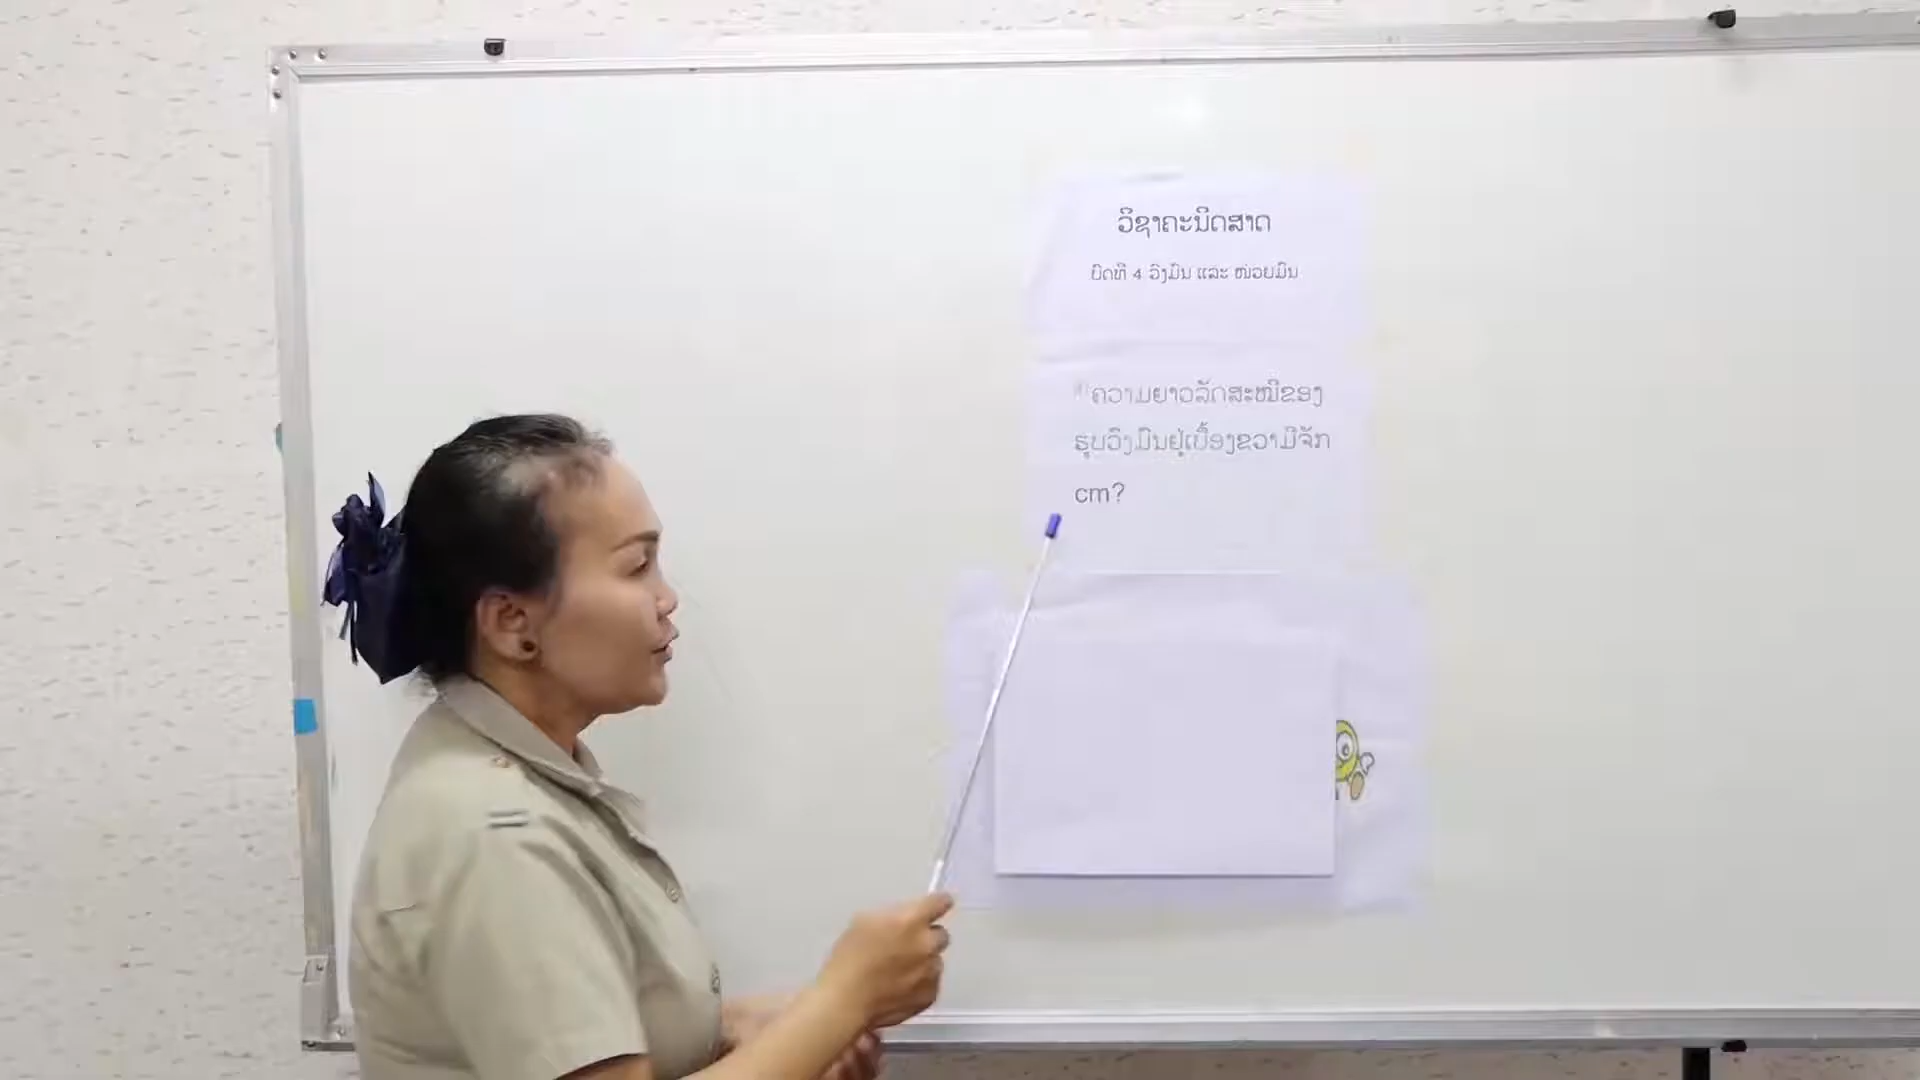 ວິຊາຄະນິດສາດ
ບົດທີ 4 ວົງມົນ ແລະ ໜ່ວຍມົນ
ຄວາມຍາວລັດສະໝີຂອງ
ຮູບວົງມົນຢູ່ເບື້ອງຂວາມີຈັກ
cm?